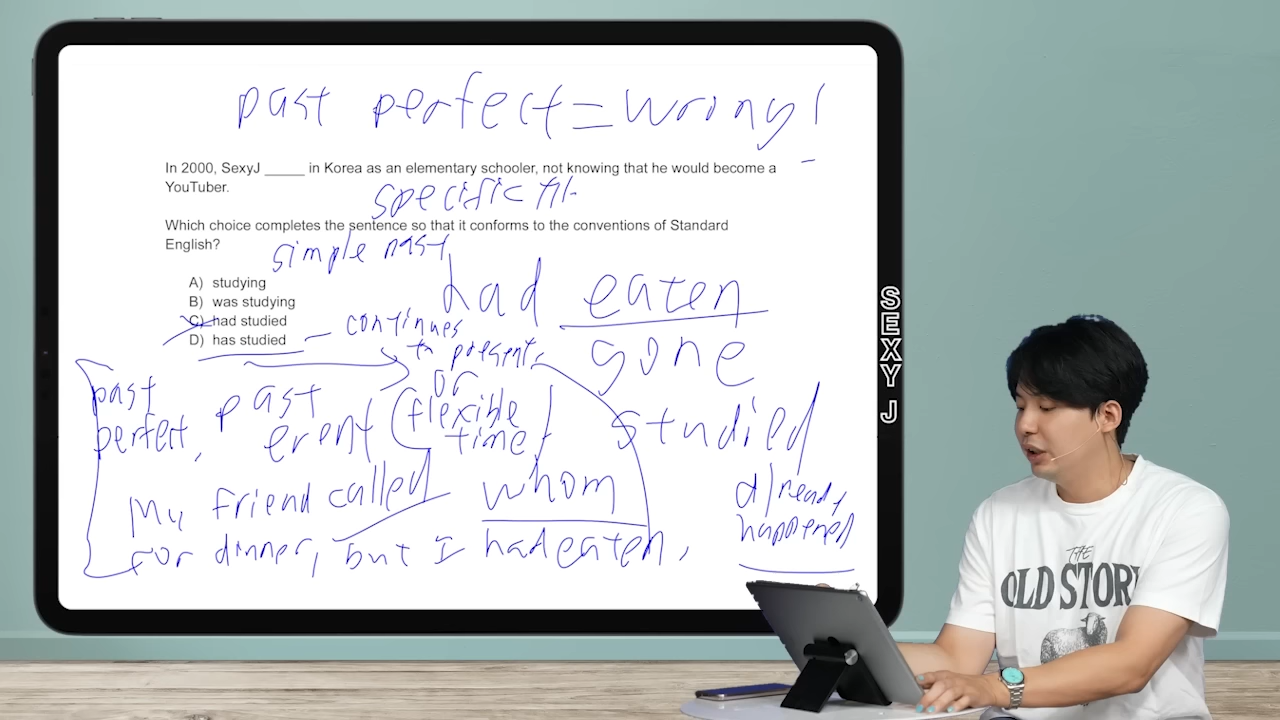 past perfect = wrong!
In 2000, SexyJ _____ in Korea as an elementary schooler, not knowing that he would become a
YouTuber.
specific ti
Which choice completes the sentence so that it conforms to the conventions of Standard
English?
simple past
A) studying
B) was studying
C) had studied
D) has studied
had eaten
gone
studied
continues
to present,
or
flexible
time
past
perfect,
past
event
My friend called whom
for dinner, but I had eaten,
already
happened
SEXY J
THE
OLD STORY